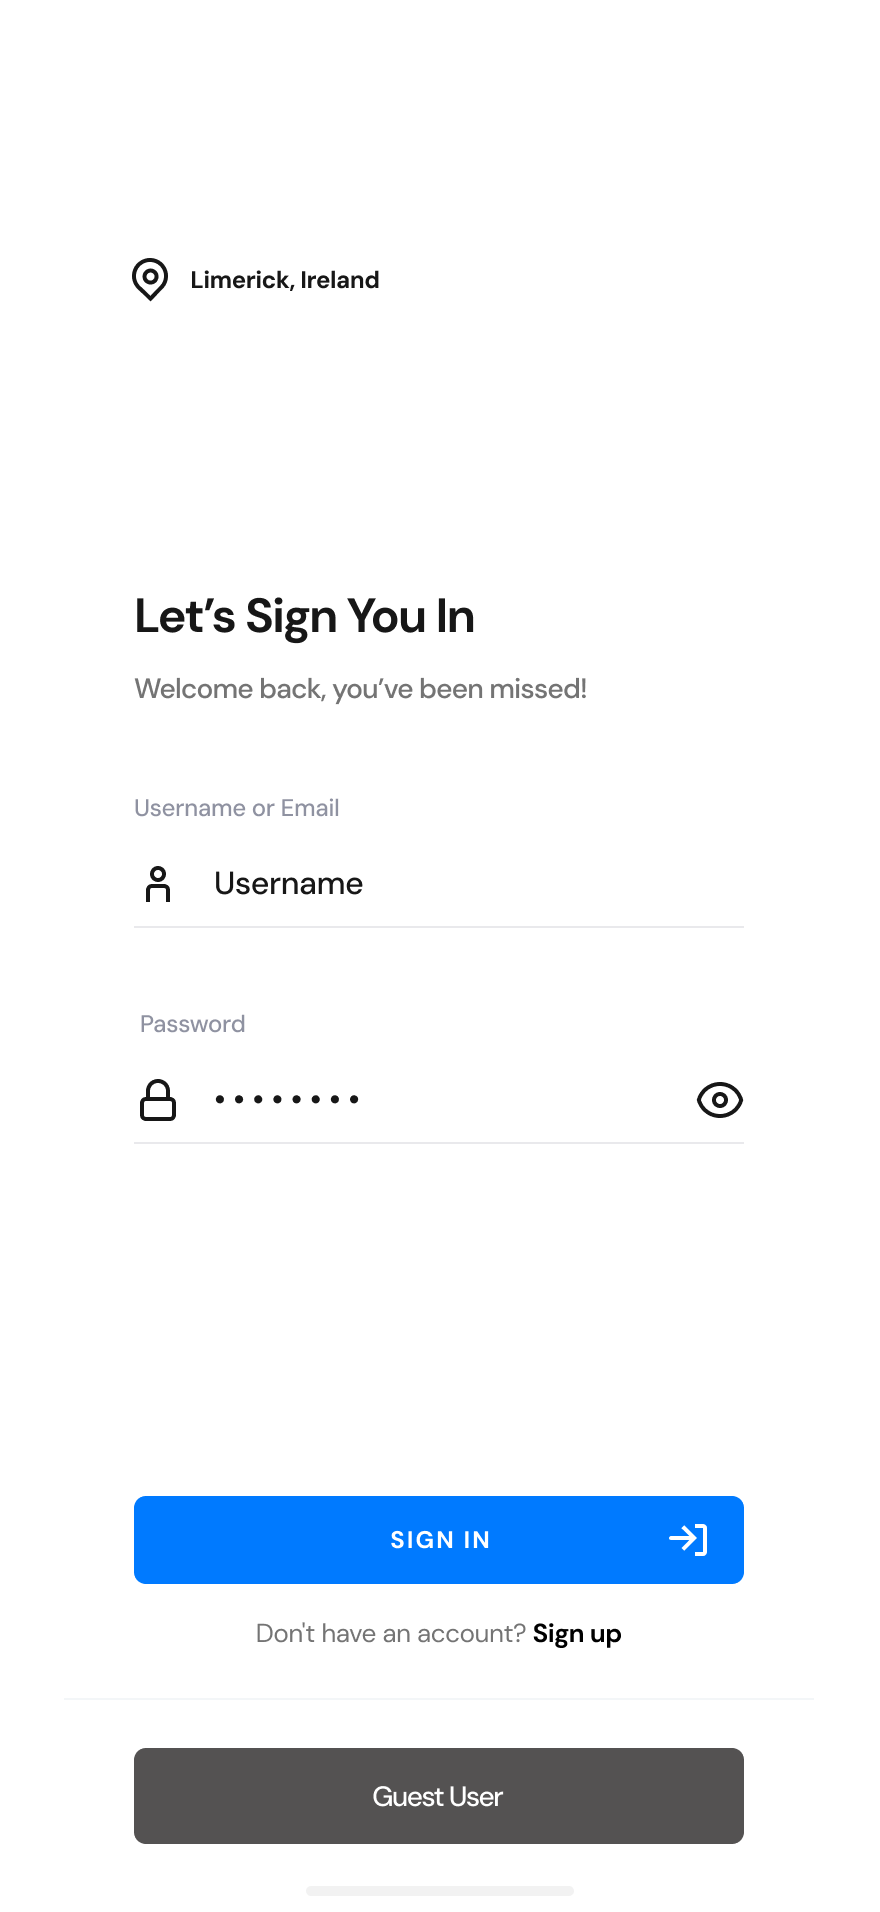 Limerick, Ireland
Let’s Sign You In
Welcome back, you’ve been missed!
Username or Email
Username
Password
••••••••
SIGN IN
Don't have an account? Sign up
Guest User